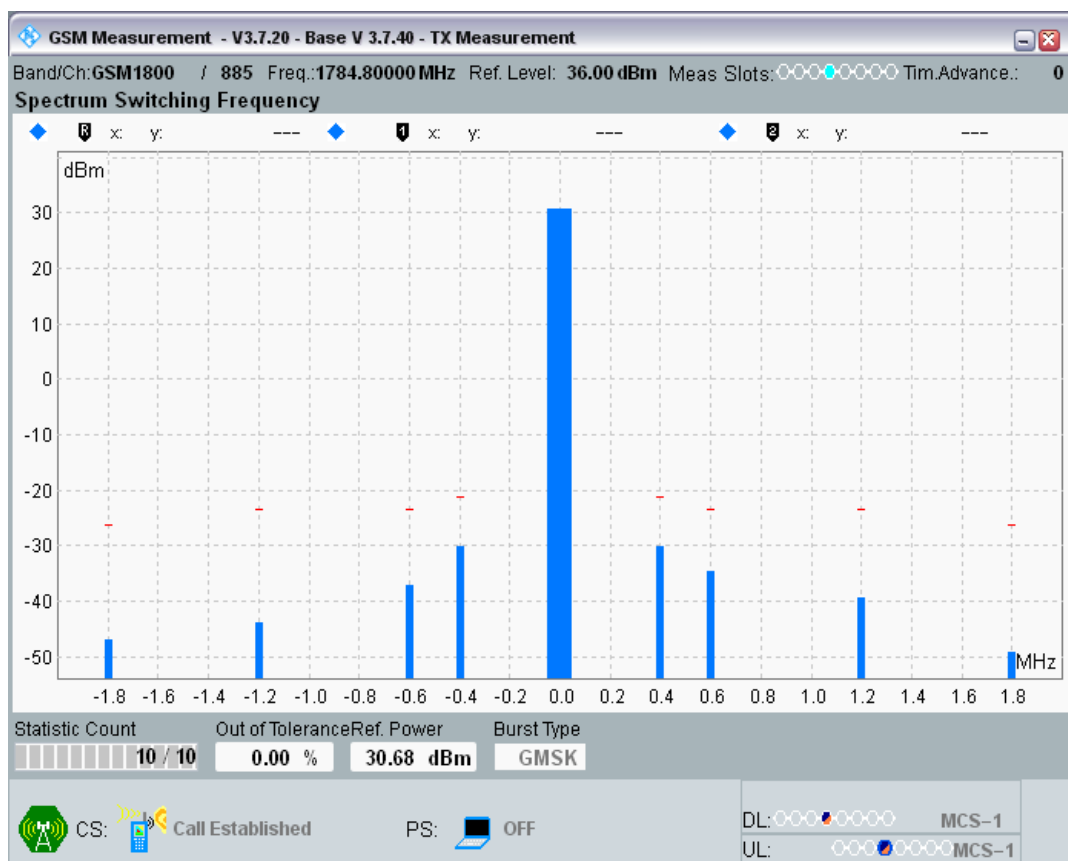 GSM Measurement - V3.7.20 - Base V 3.7.40 - TX Measurement
Band/Ch:GSM1800 / 885 Freq.:1784.80000 MHz Ref. Level: 36.00 dBm Meas Slots: Tim.Advance.: 0
Spectrum Switching Frequency
R x: y: --- 1 x: y: --- 2 x: y: ---
dBm
30
20
10
0
-10
-20
-30
-40
-50
MHz
-1.8 -1.6 -1.4 -1.2 -1.0 -0.8 -0.6 -0.4 -0.2 0.0 0.2 0.4 0.6 0.8 1.0 1.2 1.4 1.6 1.8
Statistic Count Out of Tolerance Ref. Power Burst Type
10 / 10 0.00 % 30.68 dBm GMSK
CS: Call Established PS: OFF
DL: MCS-1
UL: MCS-1